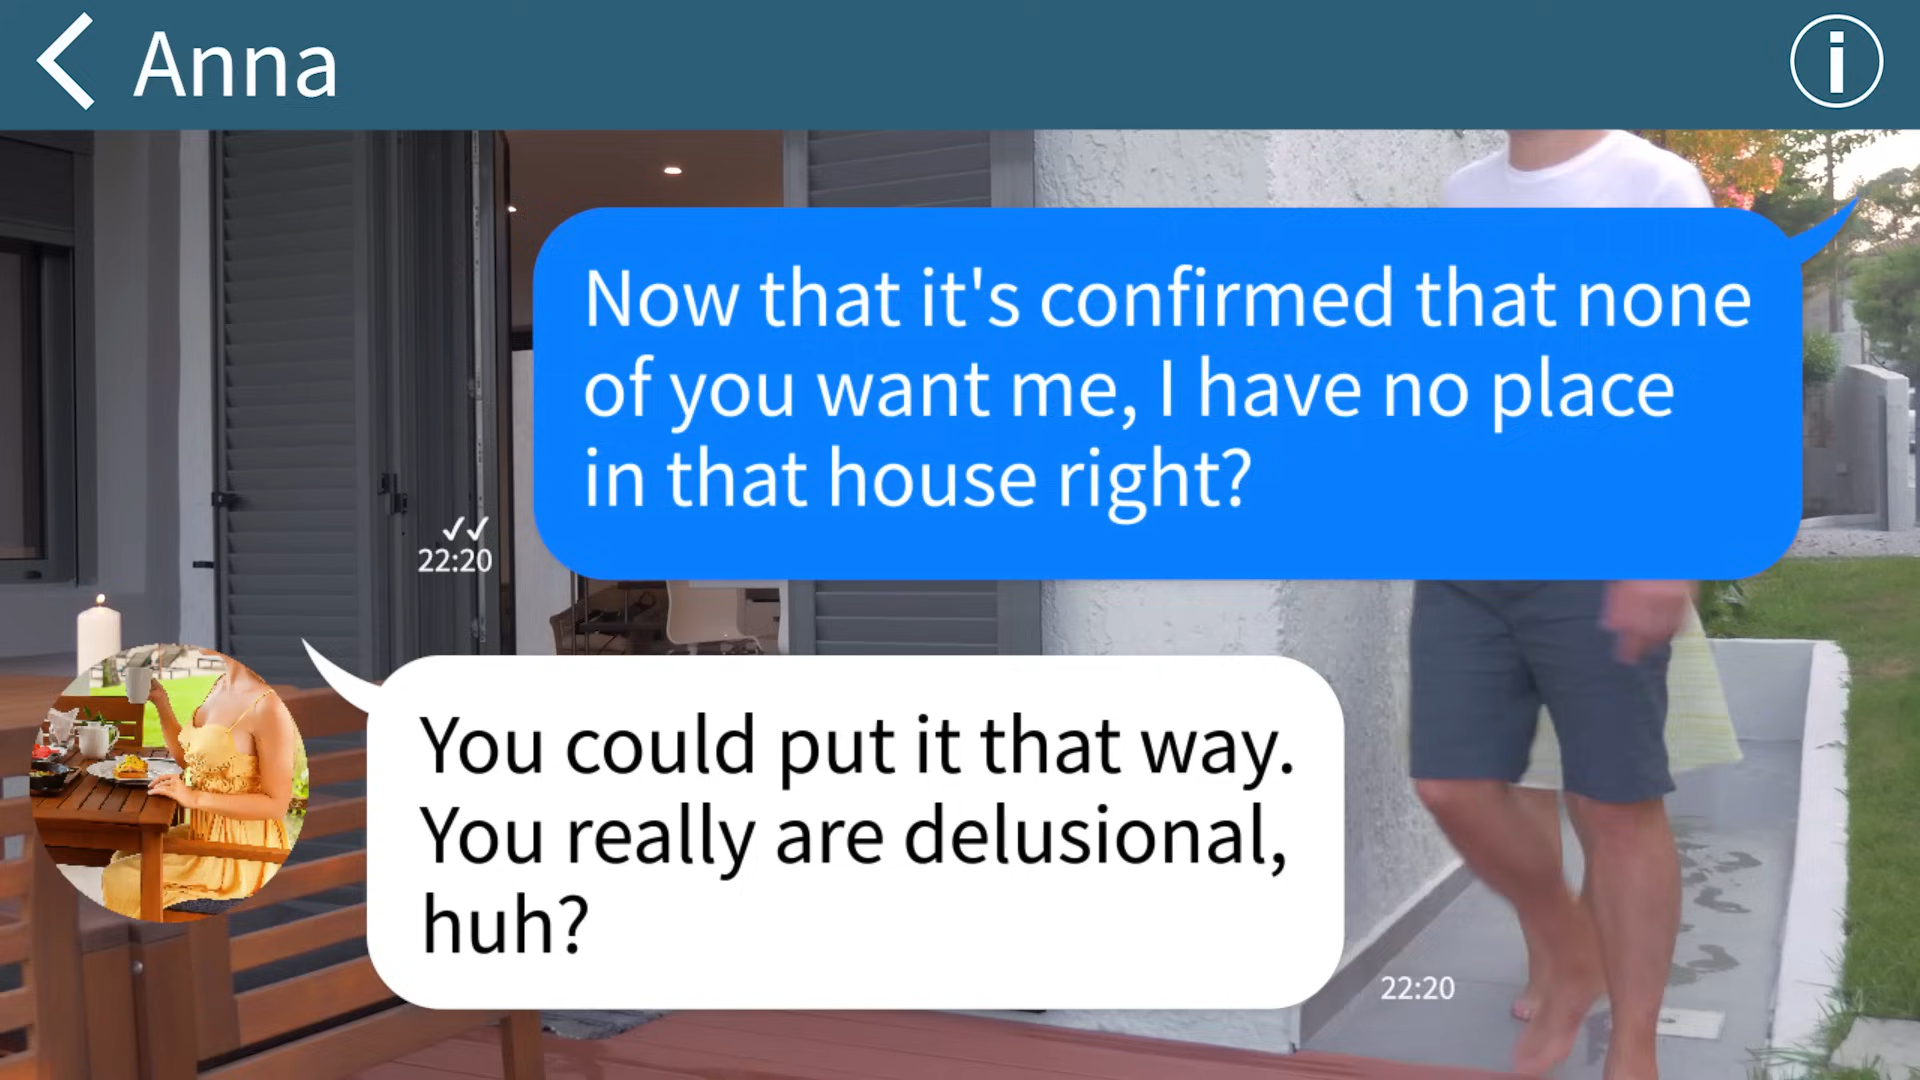 Anna
Now that it's confirmed that none
of you want me, I have no place
in that house right?
22:20
You could put it that way.
You really are delusional,
huh?
22:20